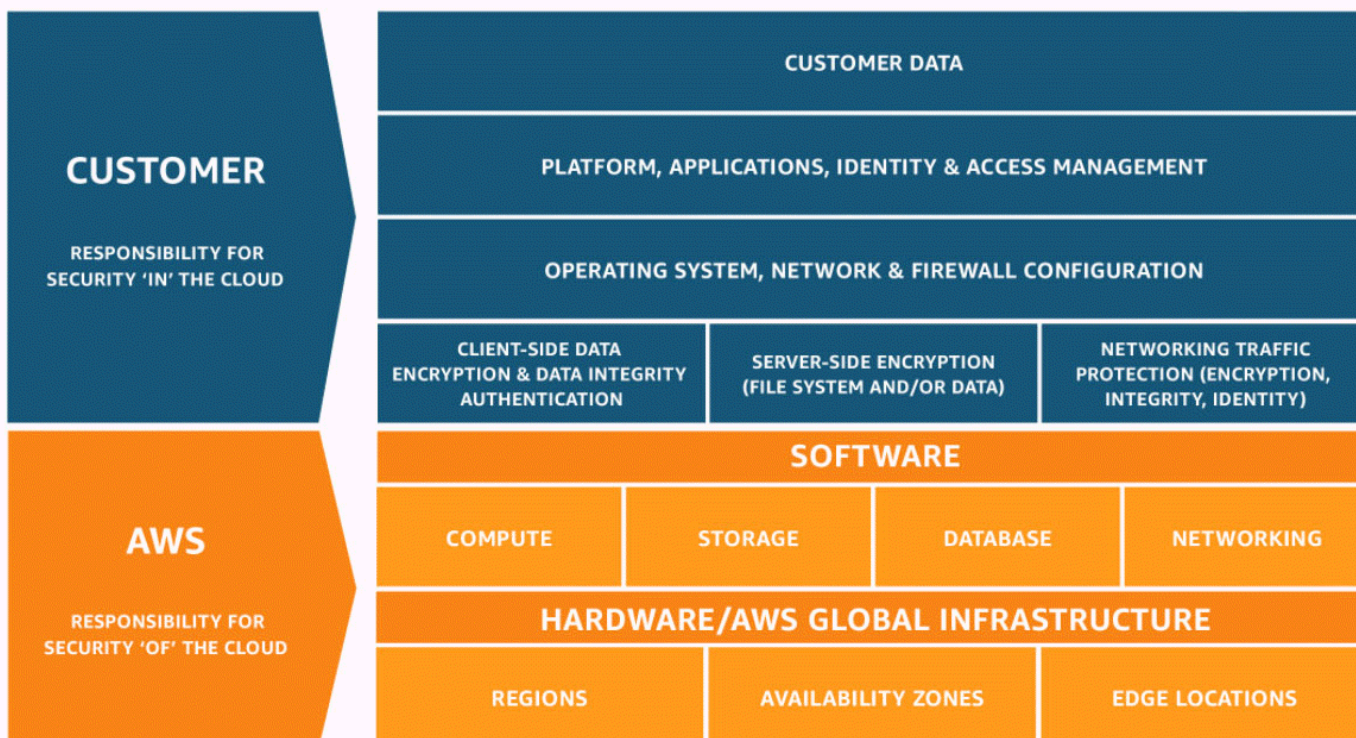 CUSTOMER
RESPONSIBILITY FOR
SECURITY ‘IN’ THE CLOUD
CUSTOMER DATA
PLATFORM, APPLICATIONS, IDENTITY & ACCESS MANAGEMENT
OPERATING SYSTEM, NETWORK & FIREWALL CONFIGURATION
CLIENT-SIDE DATA
ENCRYPTION & DATA INTEGRITY
AUTHENTICATION
SERVER-SIDE ENCRYPTION
(FILE SYSTEM AND/OR DATA)
NETWORKING TRAFFIC
PROTECTION (ENCRYPTION,
INTEGRITY, IDENTITY)
AWS
RESPONSIBILITY FOR
SECURITY ‘OF’ THE CLOUD
SOFTWARE
COMPUTE
STORAGE
DATABASE
NETWORKING
HARDWARE/AWS GLOBAL INFRASTRUCTURE
REGIONS
AVAILABILITY ZONES
EDGE LOCATIONS